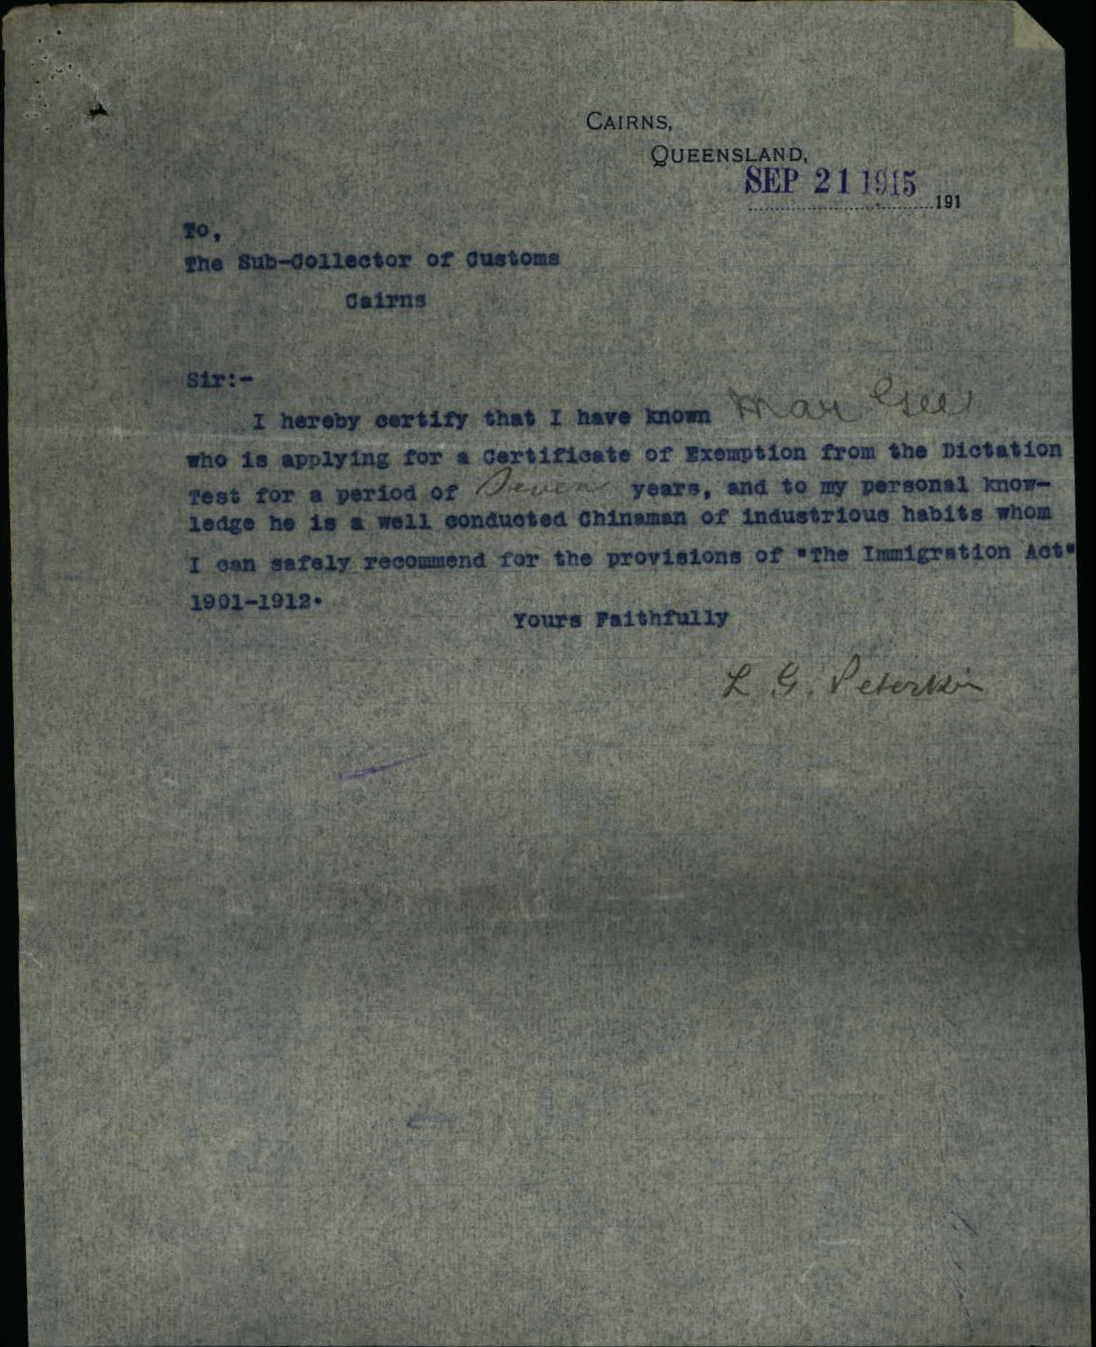 CAIRNS,
QUEENSLAND,
SEP 21 1915
191
To,
The Sub-Collector of Customs
Cairns
Sir:-
I hereby certify that I have known Mar Gee
who is applying for a Certificate of Exemption from the Dictation
Test for a period of Seven years, and to my personal know-
ledge he is a well conducted Chinaman of industrious habits whom
I can safely recommend for the provisions of "The Immigration Act"
1901-1912.
Yours Faithfully
L. G. Peterkin